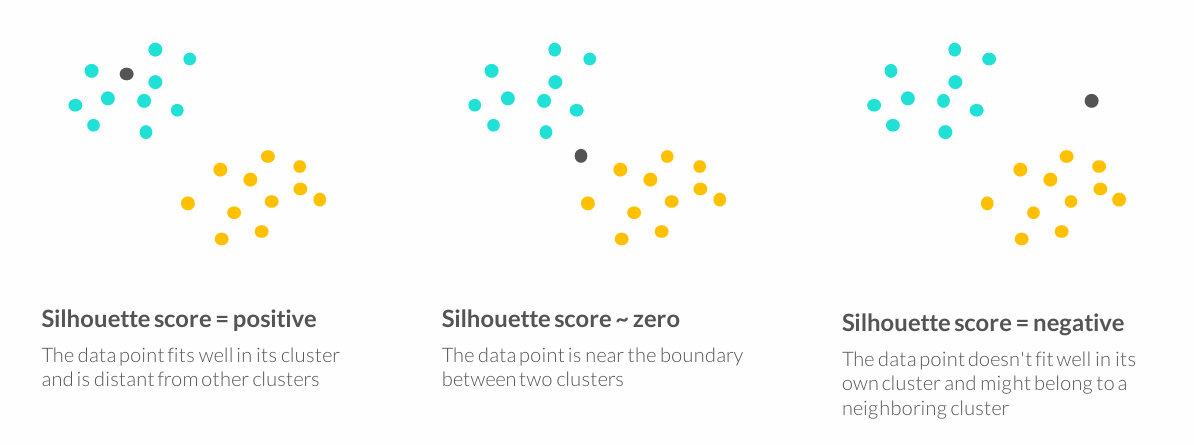 Silhouette score = positive
The data point fits well in its cluster
and is distant from other clusters
Silhouette score ~ zero
The data point is near the boundary
between two clusters
Silhouette score = negative
The data point doesn't fit well in its
own cluster and might belong to a
neighboring cluster